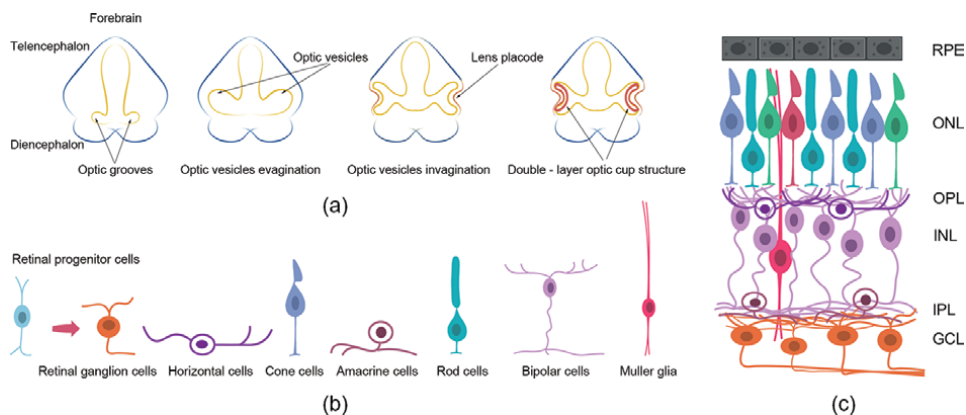 Forebrain
Telencephalon
Optic vesicles
Lens placode
Diencephalon
Optic grooves
Optic vesicles evagination
Optic vesicles invagination
Double - layer optic cup structure
(a)
Retinal progenitor cells
Retinal ganglion cells
Horizontal cells
Cone cells
Amacrine cells
Rod cells
Bipolar cells
Muller glia
(b)
RPE
ONL
OPL
INL
IPL
GCL
(c)